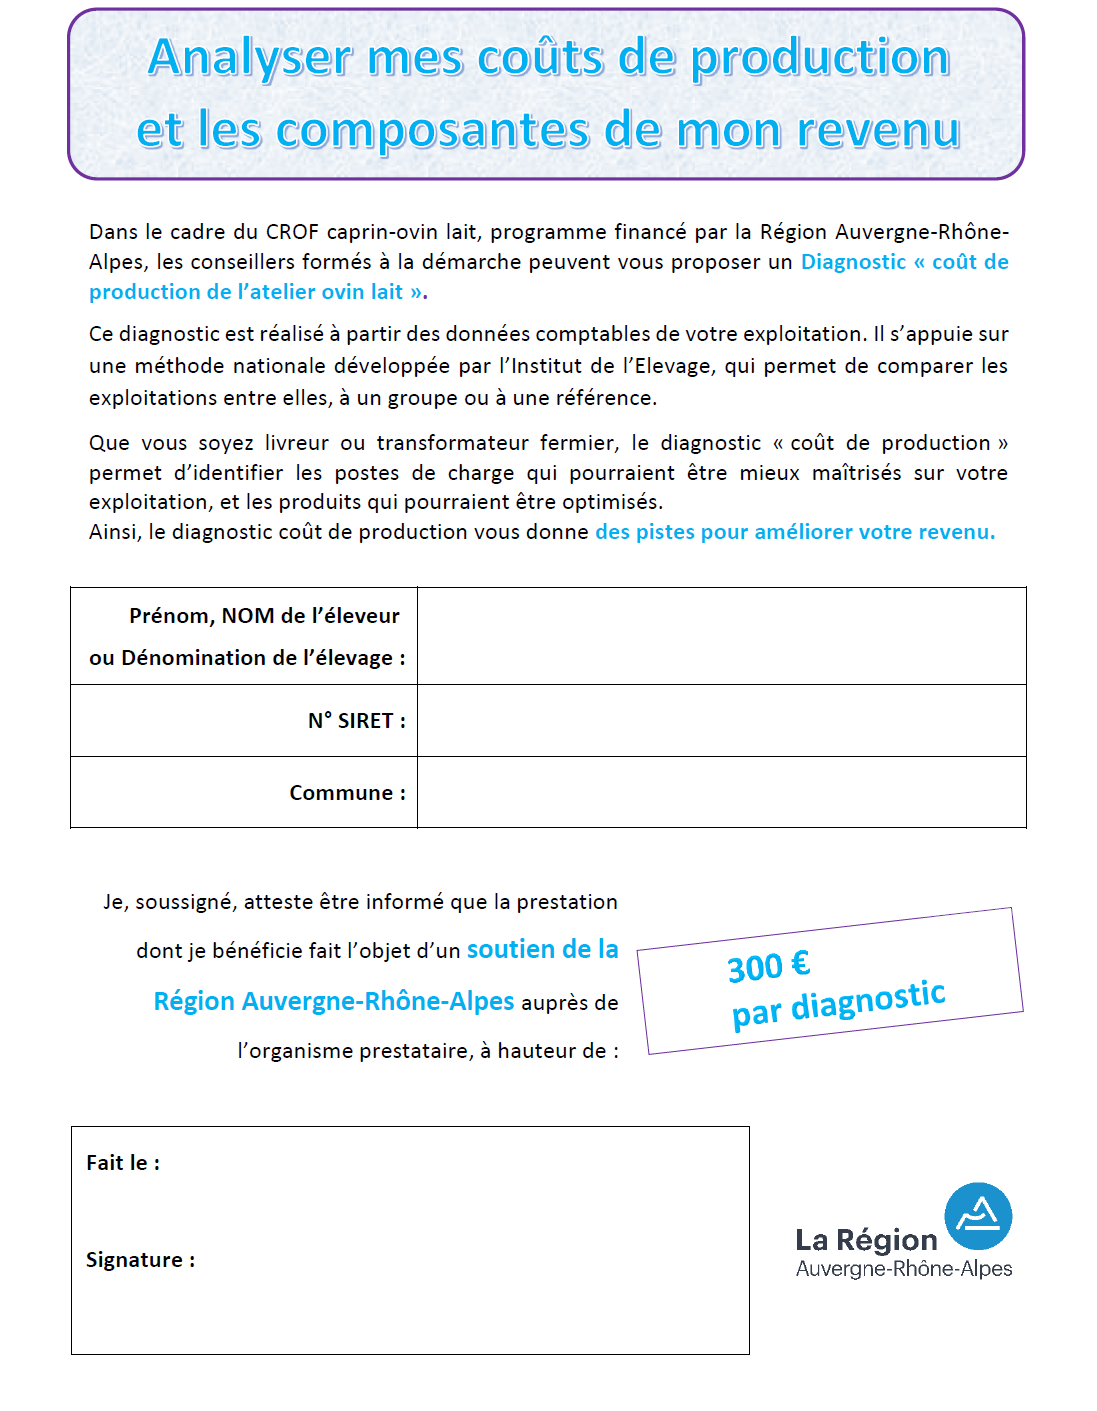 Analyser mes coûts de production
et les composantes de mon revenu
Dans le cadre du CROF caprin-ovin lait, programme financé par la Région Auvergne-Rhône-
Alpes, les conseillers formés à la démarche peuvent vous proposer un Diagnostic « coût de
production de l’atelier ovin lait ».
Ce diagnostic est réalisé à partir des données comptables de votre exploitation. Il s’appuie sur
une méthode nationale développée par l’Institut de l’Elevage, qui permet de comparer les
exploitations entre elles, à un groupe ou à une référence.
Que vous soyez livreur ou transformateur fermier, le diagnostic « coût de production »
permet d’identifier les postes de charge qui pourraient être mieux maîtrisés sur votre
exploitation, et les produits qui pourraient être optimisés.
Ainsi, le diagnostic coût de production vous donne des pistes pour améliorer votre revenu.
Prénom, NOM de l’éleveur
ou Dénomination de l’élevage :
N° SIRET :
Commune :
Je, soussigné, atteste être informé que la prestation
dont je bénéficie fait l’objet d’un soutien de la
Région Auvergne-Rhône-Alpes auprès de
l’organisme prestataire, à hauteur de :
300 €
par diagnostic
Fait le :
Signature :
La Région
Auvergne-Rhône-Alpes